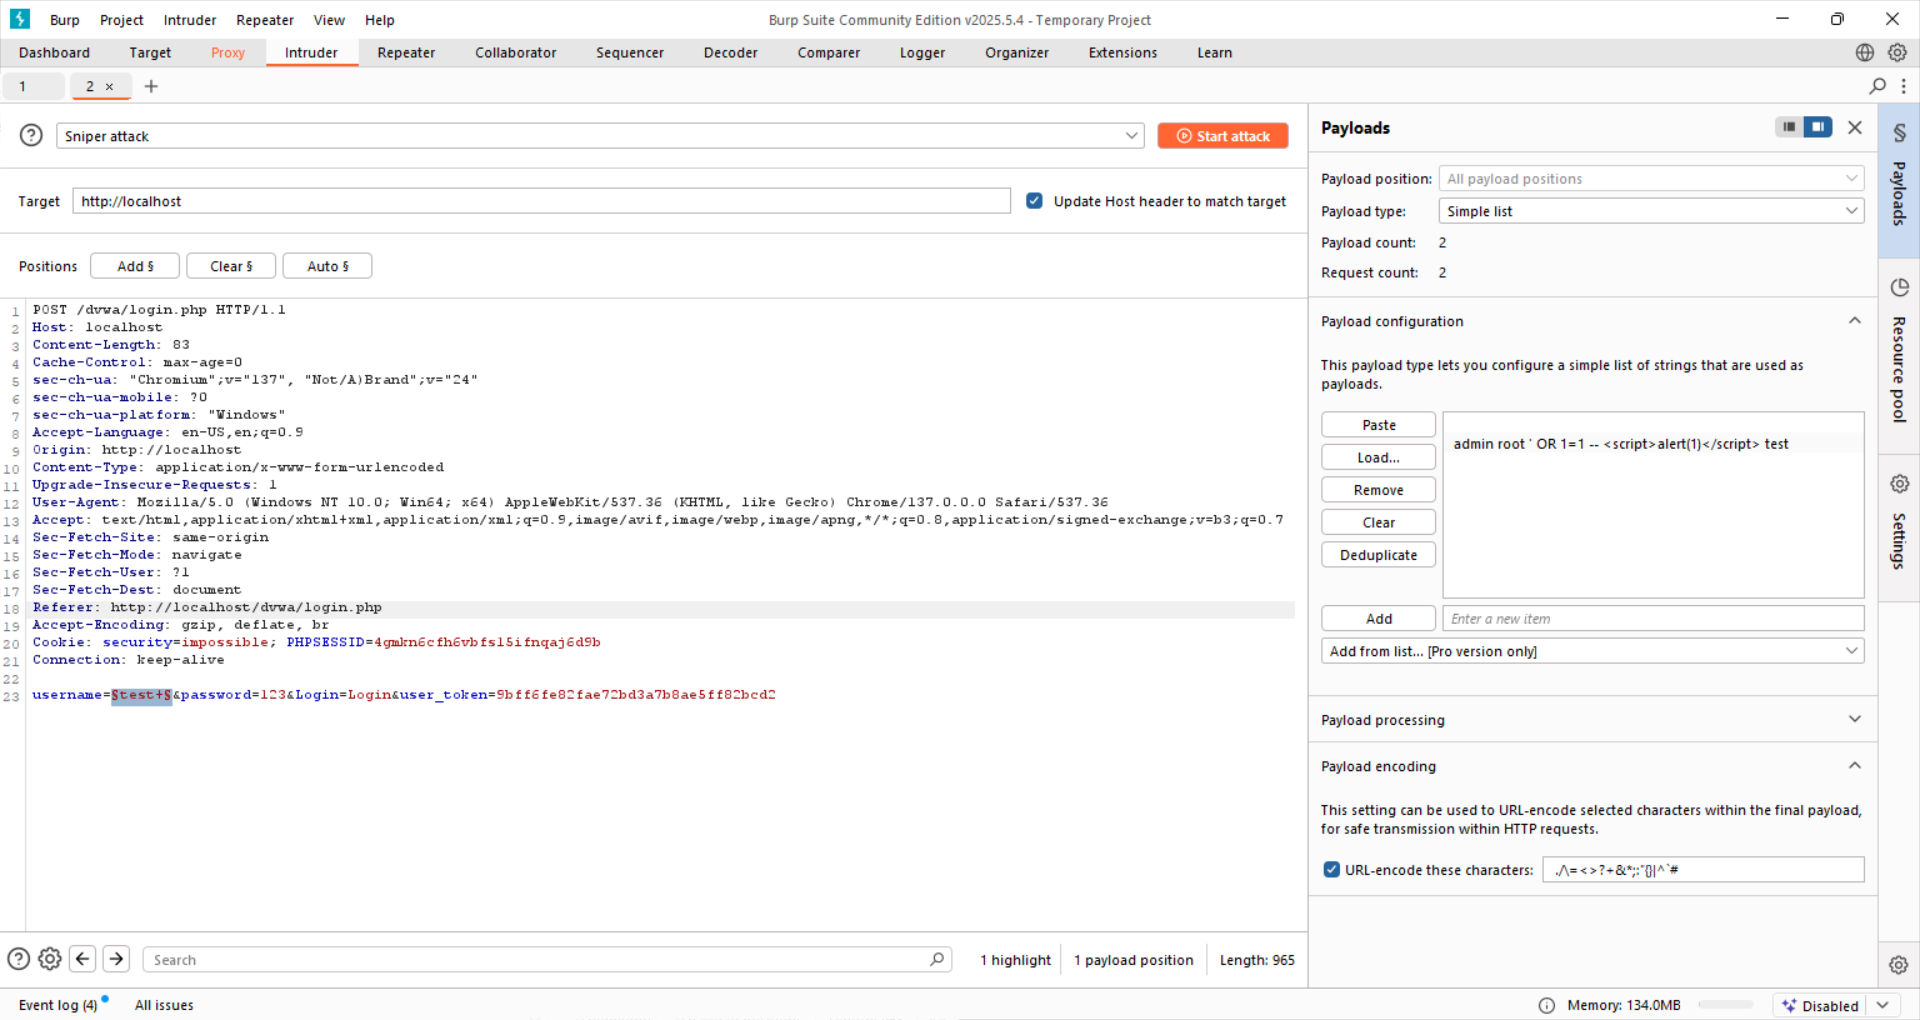 Burp Project Intruder Repeater View Help Burp Suite Community Edition v2025.5.4 - Temporary Project
Dashboard Target Proxy Intruder Repeater Collaborator Sequencer Decoder Comparer Logger Organizer Extensions Learn
1 2 × +
Sniper attack Start attack
Target http://localhost Update Host header to match target
Positions Add § Clear § Auto §
1 POST /dvwa/login.php HTTP/1.1
2 Host: localhost
3 Content-Length: 83
4 Cache-Control: max-age=0
5 sec-ch-ua: "Chromium";v="137", "Not/A)Brand";v="24"
6 sec-ch-ua-mobile: ?0
7 sec-ch-ua-platform: "Windows"
8 Accept-Language: en-US,en;q=0.9
9 Origin: http://localhost
10 Content-Type: application/x-www-form-urlencoded
11 Upgrade-Insecure-Requests: 1
12 User-Agent: Mozilla/5.0 (Windows NT 10.0; Win64; x64) AppleWebKit/537.36 (KHTML, like Gecko) Chrome/137.0.0.0 Safari/537.36
13 Accept: text/html,application/xhtml+xml,application/xml;q=0.9,image/avif,image/webp,image/apng,*/*;q=0.8,application/signed-exchange;v=b3;q=0.7
14 Sec-Fetch-Site: same-origin
15 Sec-Fetch-Mode: navigate
16 Sec-Fetch-User: ?1
17 Sec-Fetch-Dest: document
18 Referer: http://localhost/dvwa/login.php
19 Accept-Encoding: gzip, deflate, br
20 Cookie: security=impossible; PHPSESSID=4gmkn6cfh6vbfsl5ifnqaj6d9b
21 Connection: keep-alive
22
23 username=§test+§&password=123&Login=Login&user_token=9bff6fe82fae72bd3a7b8ae5ff82bcd2
Search 1 highlight 1 payload position Length: 965
Payloads
Payload position: All payload positions
Payload type: Simple list
Payload count: 2
Request count: 2
Payload configuration
This payload type lets you configure a simple list of strings that are used as
payloads.
Paste
admin root ' OR 1=1 -- <script>alert(1)</script> test
Load...
Remove
Clear
Deduplicate
Add Enter a new item
Add from list... [Pro version only]
Payload processing
Payload encoding
This setting can be used to URL-encode selected characters within the final payload,
for safe transmission within HTTP requests.
URL-encode these characters: ./\=<>?+&*;:"{}|^`#
§ Payloads
Resource pool
Settings
Event log (4) All issues Memory: 134.0MB Disabled